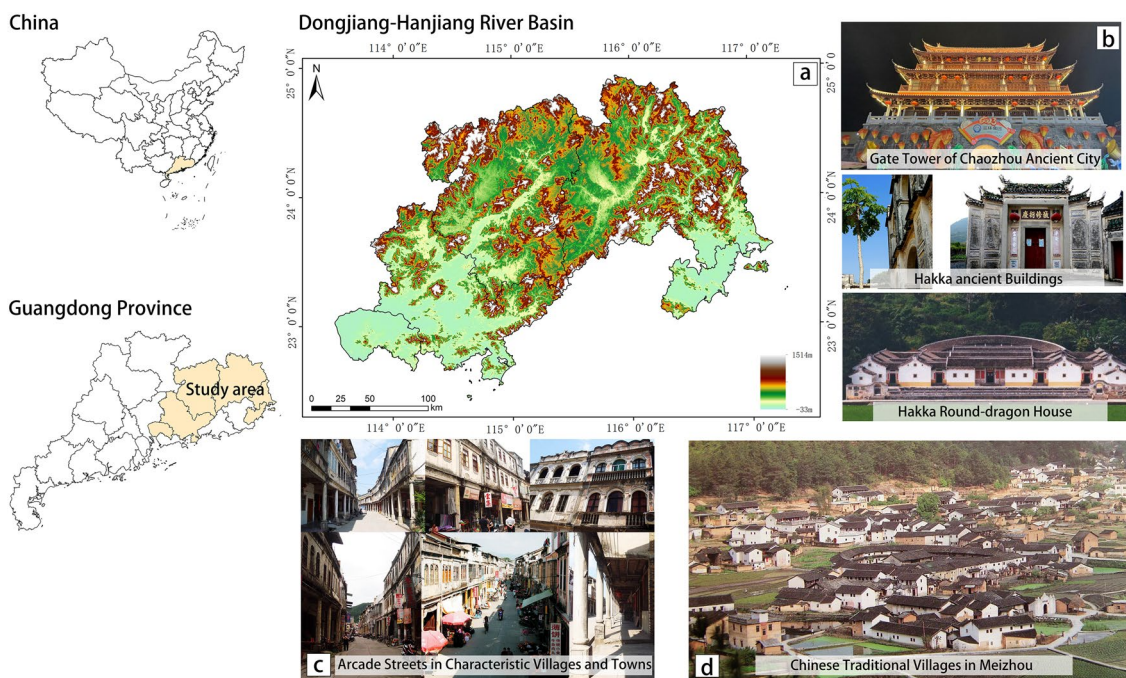 China
Dongjiang-Hanjiang River Basin
114° 0′0″E
115° 0′0″E
116° 0′0″E
117° 0′0″E
25° 0′0″N
24° 0′0″N
23° 0′0″N
25° 0′0″N
24° 0′0″N
23° 0′0″N
N
a
1514m
-33m
0 25 50 100
km
114° 0′0″E
115° 0′0″E
116° 0′0″E
117° 0′0″E
Guangdong Province
Study area
b
Gate Tower of Chaozhou Ancient City
Hakka ancient Buildings
Hakka Round-dragon House
c
Arcade Streets in Characteristic Villages and Towns
d
Chinese Traditional Villages in Meizhou